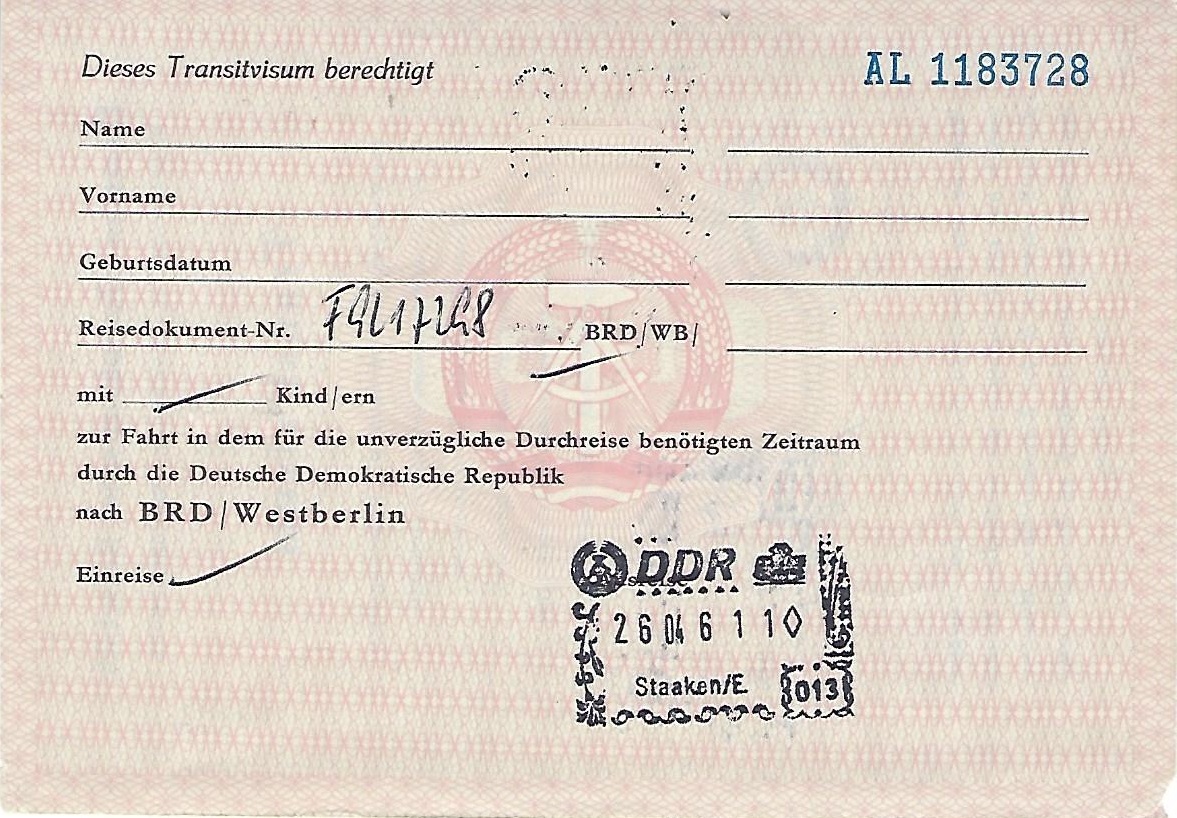 Dieses Transitvisum berechtigt
AL 1183728
Name
Vorname
Geburtsdatum
Reisedokument-Nr. BRD/WB/
mit Kind/ern
zur Fahrt in dem für die unverzügliche Durchreise benötigten Zeitraum
durch die Deutsche Demokratische Republik
nach BRD/Westberlin
Einreise
DDR
26 04 6 1 1 0
Staaken/E
013